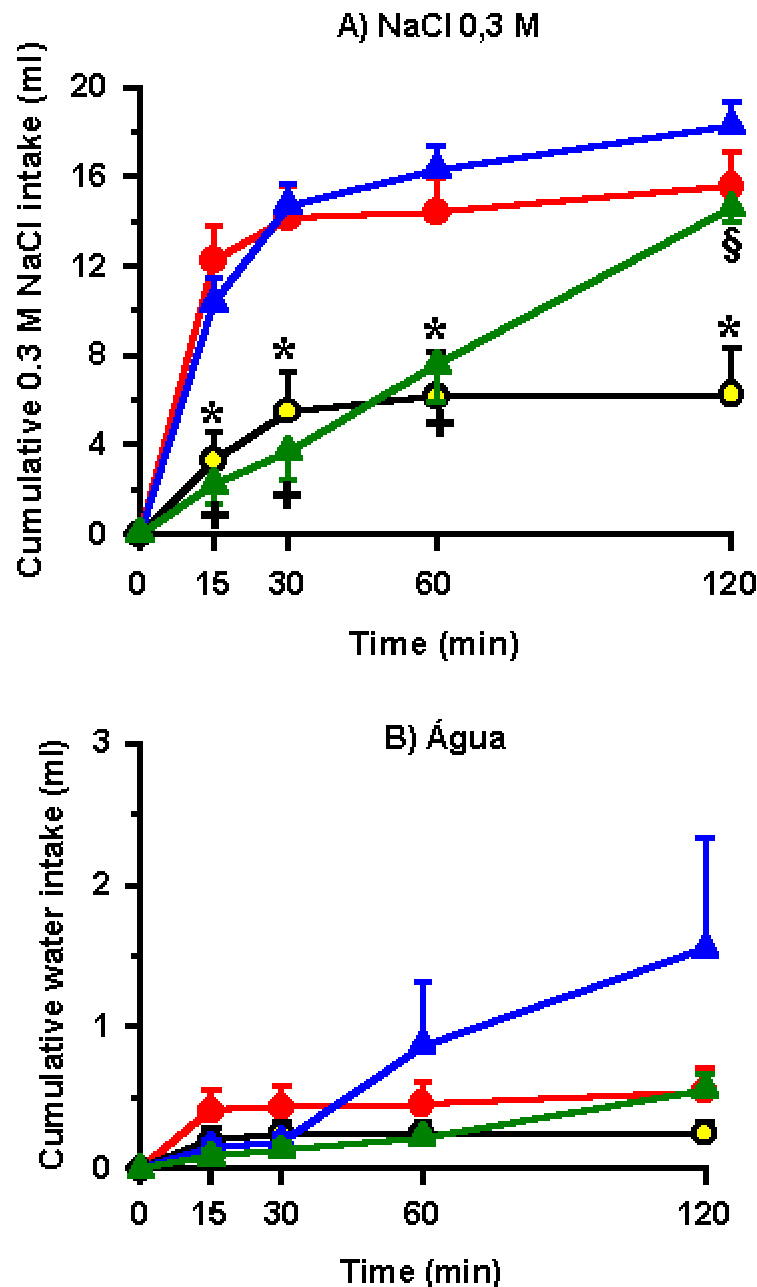 A) NaCl 0,3 M
Cumulative 0.3 M NaCl intake (ml)
20
16
12
8
4
0
*
*
*
*
+
+
+
§
0 15 30 60 120
Time (min)
B) Água
Cumulative water intake (ml)
3
2
1
0
0 15 30 60 120
Time (min)